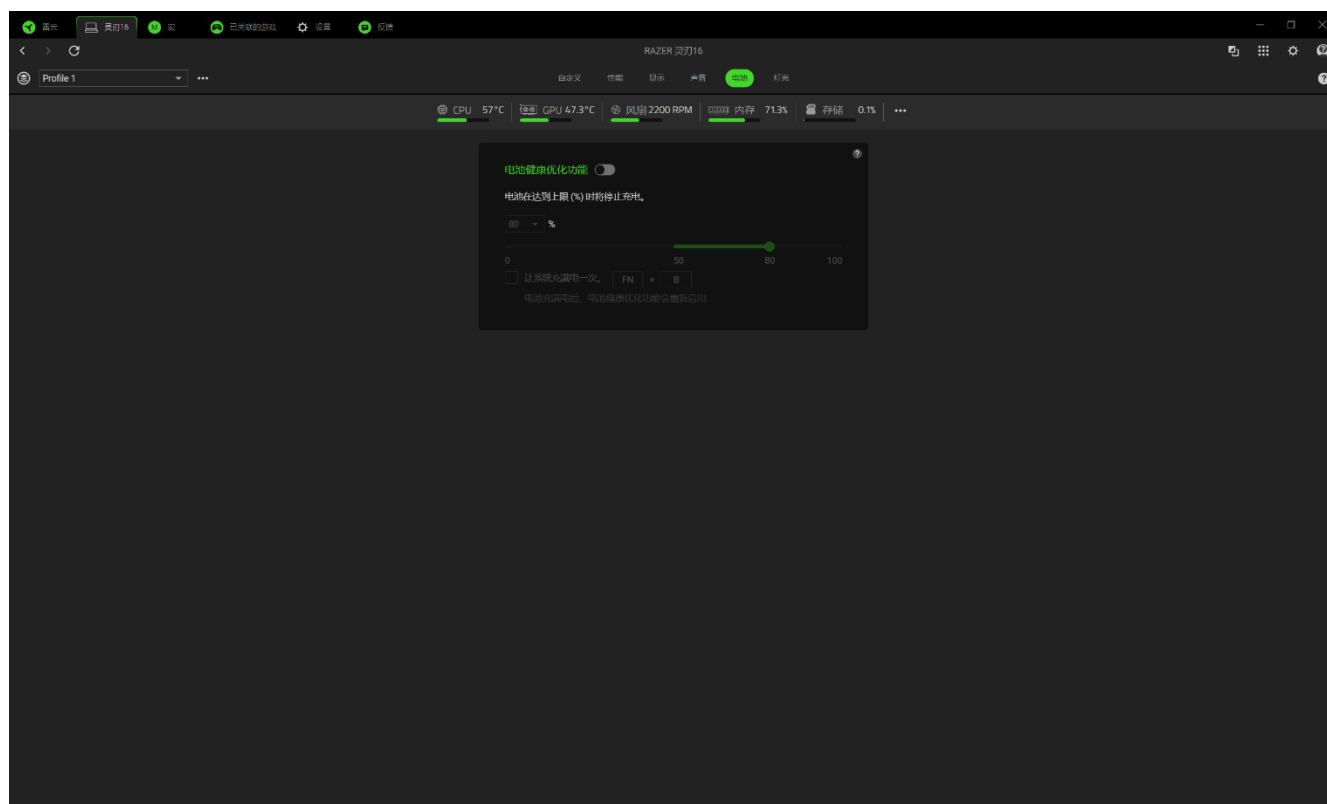 雷云 灵刃16 宏 已关联的游戏 设置 反馈
RAZER 灵刃16
Profile 1 自定义 性能 显示 声音 电池 灯光
CPU 57°C GPU 47.3°C 风扇 2200 RPM 内存 71.3% 存储 0.1%
电池健康优化功能
电池在达到上限 (%) 时将停止充电。
80 %
0 50 80 100
让系统充满电一次。 FN + B
电池充满电后，电池健康优化功能会重新启用